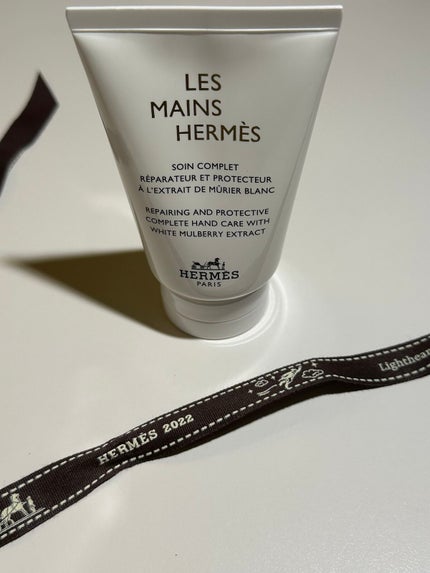 LES
MAINS
HERMÈS
SOIN COMPLET
RÉPARATEUR ET PROTECTEUR
À L'EXTRAIT DE MÛRIER BLANC
REPAIRING AND PROTECTIVE
COMPLETE HAND CARE WITH
WHITE MULBERRY EXTRACT
HERMÈS
PARIS
HERMÈS 2022